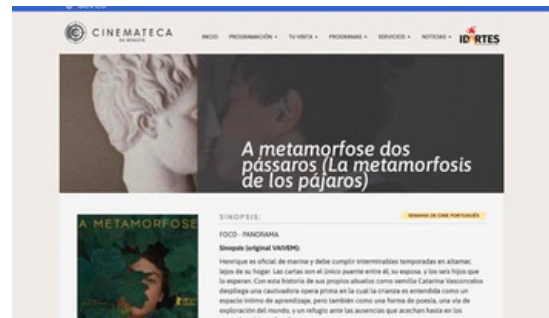 GOV.CO
CINEMATECA
DE BOGOTÁ
INICIO PROGRAMACIÓN TU VISITA PROGRAMAS SERVICIOS NOTICIAS IDARTES
A metamorfose dos
pássaros (La metamorfosis
de los pájaros)
A METAMORFOSE
SINOPSIS:
SEMANA DE CINE PORTUGUÉS
FOCO - PANORAMA
Sinopsis (original VAIVEM):
Henrique es oficial de marina y debe cumplir interminables temporadas en altamar,
lejos de su hogar. Las cartas son el único puente entre él, su esposa, y los seis hijos que
lo esperan. Con esta historia de sus propios abuelos como semilla Catarina Vasconcelos
despliega una cautivadora opera prima en la cual la crianza es entendida como un
espacio íntimo de aprendizaje, pero también como una forma de poesía, una vía de
exploración del mundo, y un refugio ante las ausencias que acechan hasta en los